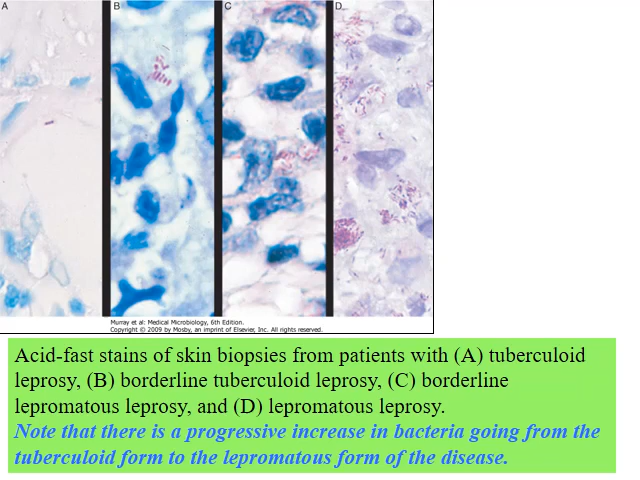 A B C D
Murray et al: Medical Microbiology, 6th Edition.
Copyright © 2009 by Mosby, an imprint of Elsevier, Inc. All rights reserved.
Acid-fast stains of skin biopsies from patients with (A) tuberculoid
leprosy, (B) borderline tuberculoid leprosy, (C) borderline
lepromatous leprosy, and (D) lepromatous leprosy.
Note that there is a progressive increase in bacteria going from the
tuberculoid form to the lepromatous form of the disease.